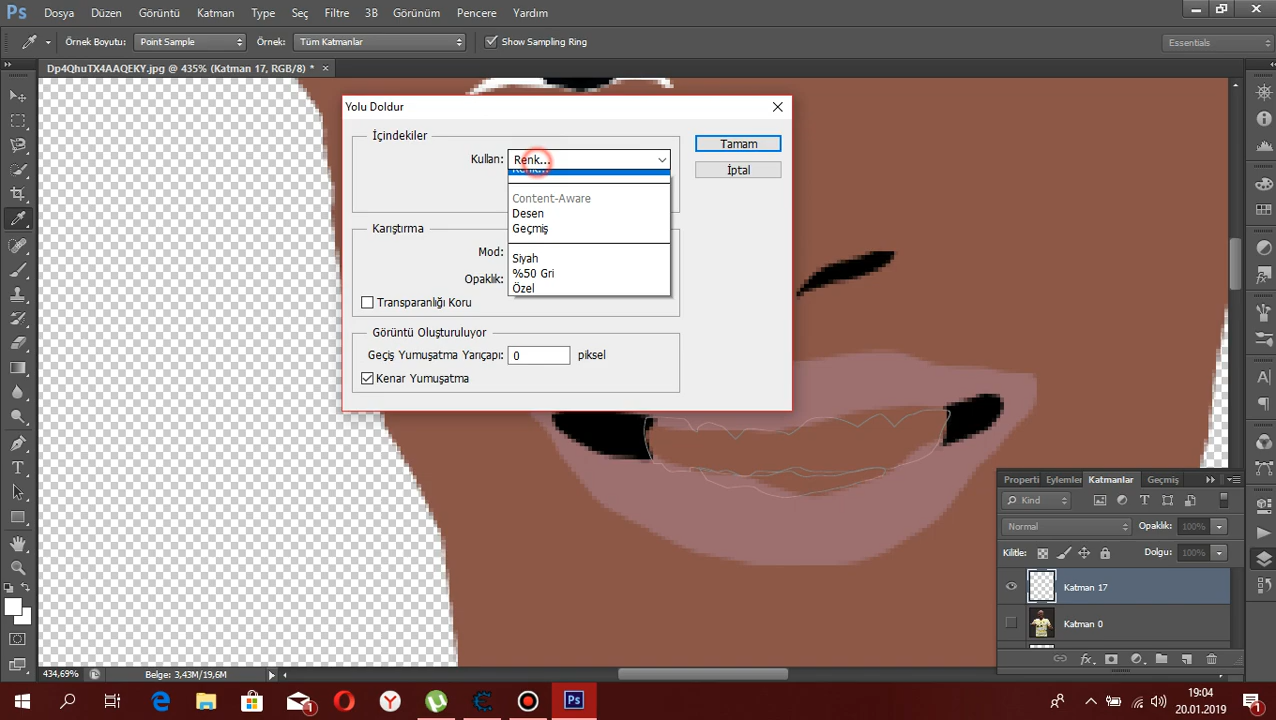 Ps Dosya Düzen Görüntü Katman Type Seç Filtre 3B Görünüm Pencere Yardım
Örnek Boyutu: Point Sample Örnek: Tüm Katmanlar Show Sampling Ring Essentials
Dp4QhuTX4AAQEKY.jpg @ 435% (Katman 17, RGB/8) * ×
Yolu Doldur
İçindekiler
Kullan: Renk...
Renk...
Content-Aware
Desen
Geçmiş
Siyah
%50 Gri
Özel
Tamam
İptal
Karıştırma
Mod:
Opaklık:
Transparanlığı Koru
Görüntü Oluşturuluyor
Geçiş Yumuşatma Yarıçapı: 0 piksel
Kenar Yumuşatma
Properti Eylemler Katmanlar Geçmiş
Kind
Normal Opaklık: 100%
Kilitle: Dolgu: 100%
Katman 17
Katman 0
434,69% Belge: 3,43M/19,6M
1 Ps 19:04
20.01.2019 1